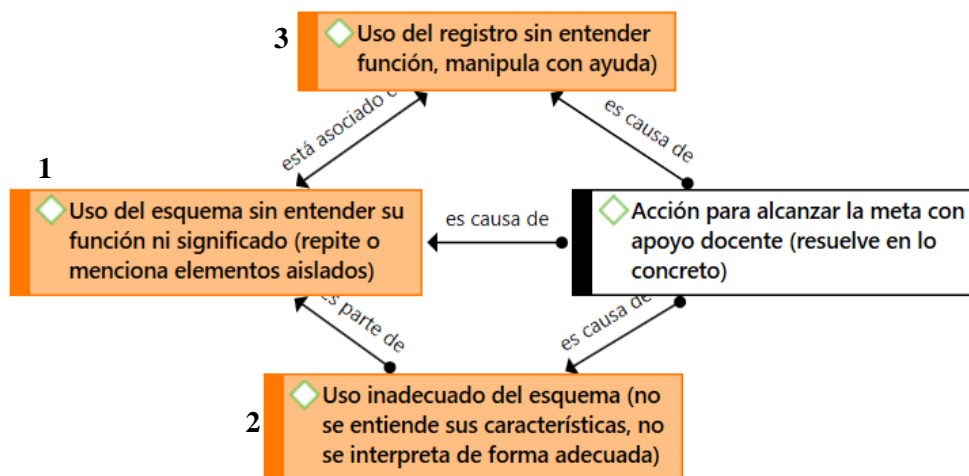 3
Uso del registro sin entender
función, manipula con ayuda)
está asociado c
es causa de
1
Uso del esquema sin entender su
función ni significado (repite o
menciona elementos aislados)
es causa de
Acción para alcanzar la meta con
apoyo docente (resuelve en lo
concreto)
es parte de
es causa de
2
Uso inadecuado del esquema (no
se entiende sus características, no
se interpreta de forma adecuada)